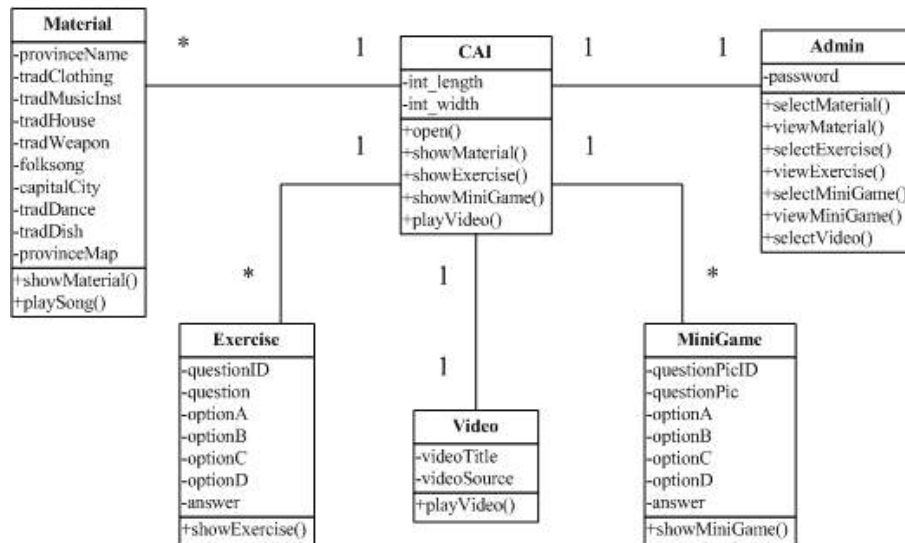 Material
-provinceName
-tradClothing
-tradMusicInst
-tradHouse
-tradWeapon
-folksong
-capitalCity
-tradDance
-tradDish
-provinceMap
+showMaterial()
+playSong()
*
1
CAI
-int_length
-int_width
+open()
+showMaterial()
+showExercise()
+showMiniGame()
+playVideo()
1
1
Admin
-password
+selectMaterial()
+viewMaterial()
+selectExercise()
+viewExercise()
+selectMiniGame()
+viewMiniGame()
+selectVideo()
1
1
*
1
*
Exercise
-questionID
-question
-optionA
-optionB
-optionC
-optionD
-answer
+showExercise()
1
Video
-videoTitle
-videoSource
+playVideo()
MiniGame
-questionPicID
-questionPic
-optionA
-optionB
-optionC
-optionD
-answer
+showMiniGame()